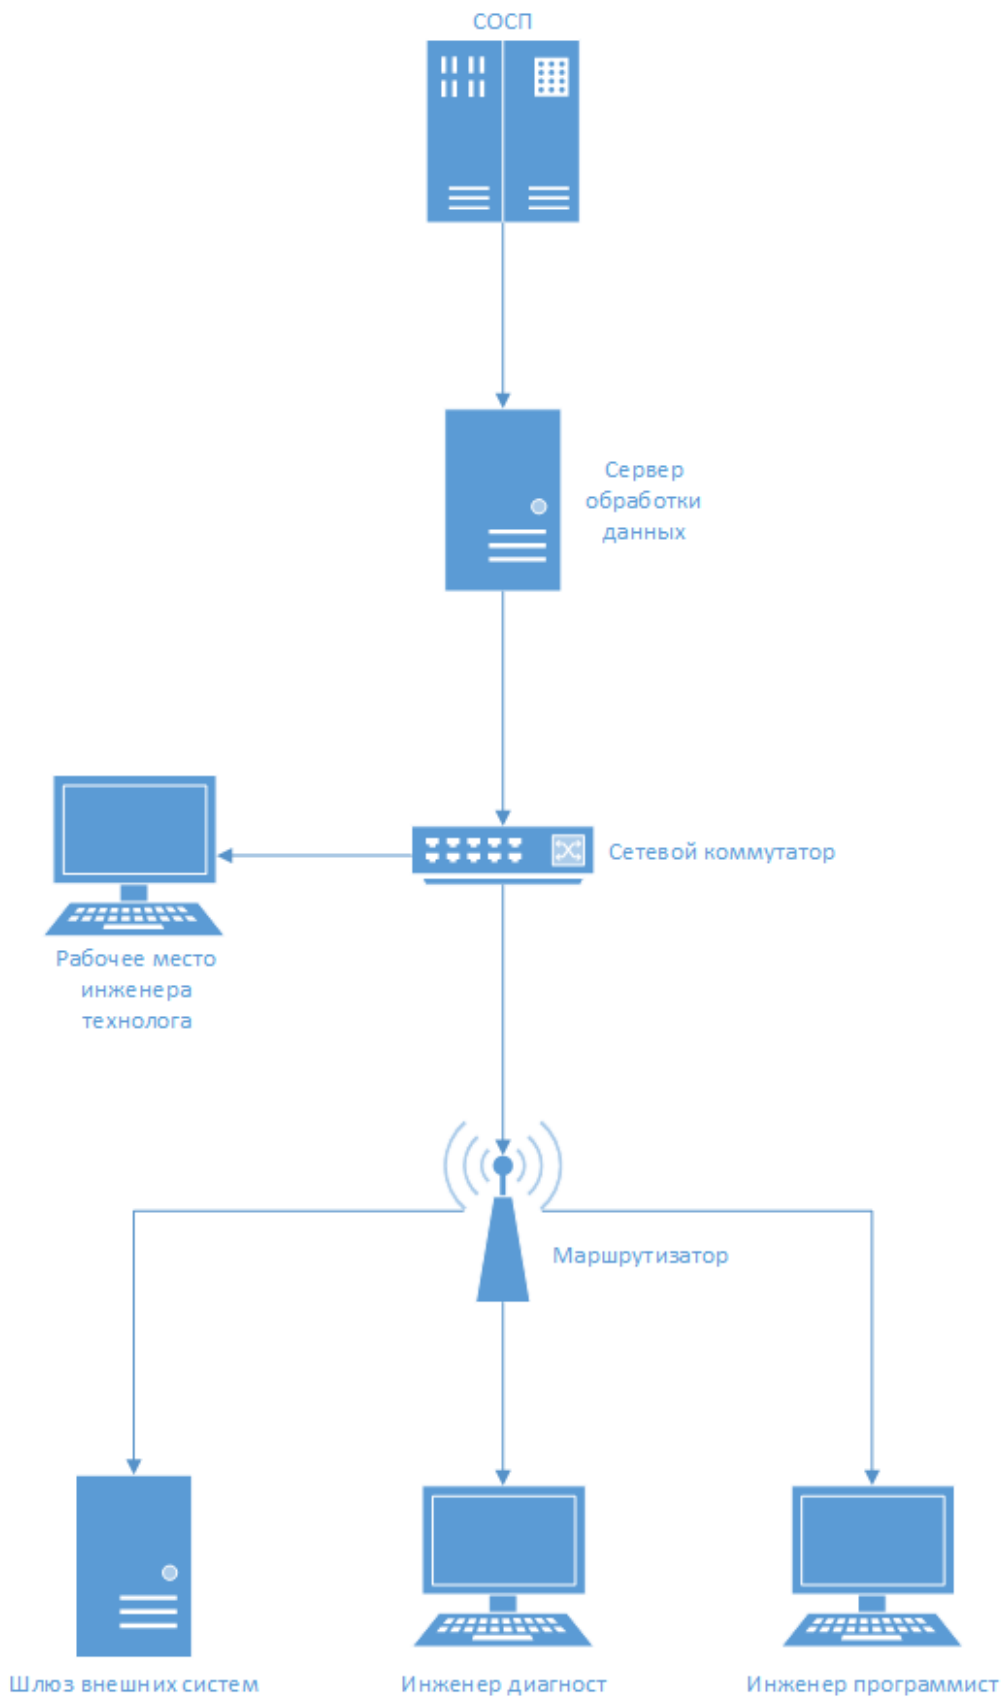 СОСП
Сервер
обработки
данных
Сетевой коммутатор
Рабочее место
инженера
технолога
Маршрутизатор
Шлюз внешних систем
Инженер диагност
Инженер программист